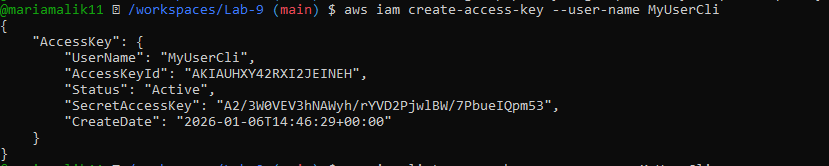 @mariamalik11 /workspaces/Lab-9 (main) $ aws iam create-access-key --user-name MyUserCli
{
"AccessKey": {
"UserName": "MyUserCli",
"AccessKeyId": "AKIAUHXY42RXI2JEINEH",
"Status": "Active",
"SecretAccessKey": "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",
"CreateDate": "2026-01-06T14:46:29+00:00"
}
}